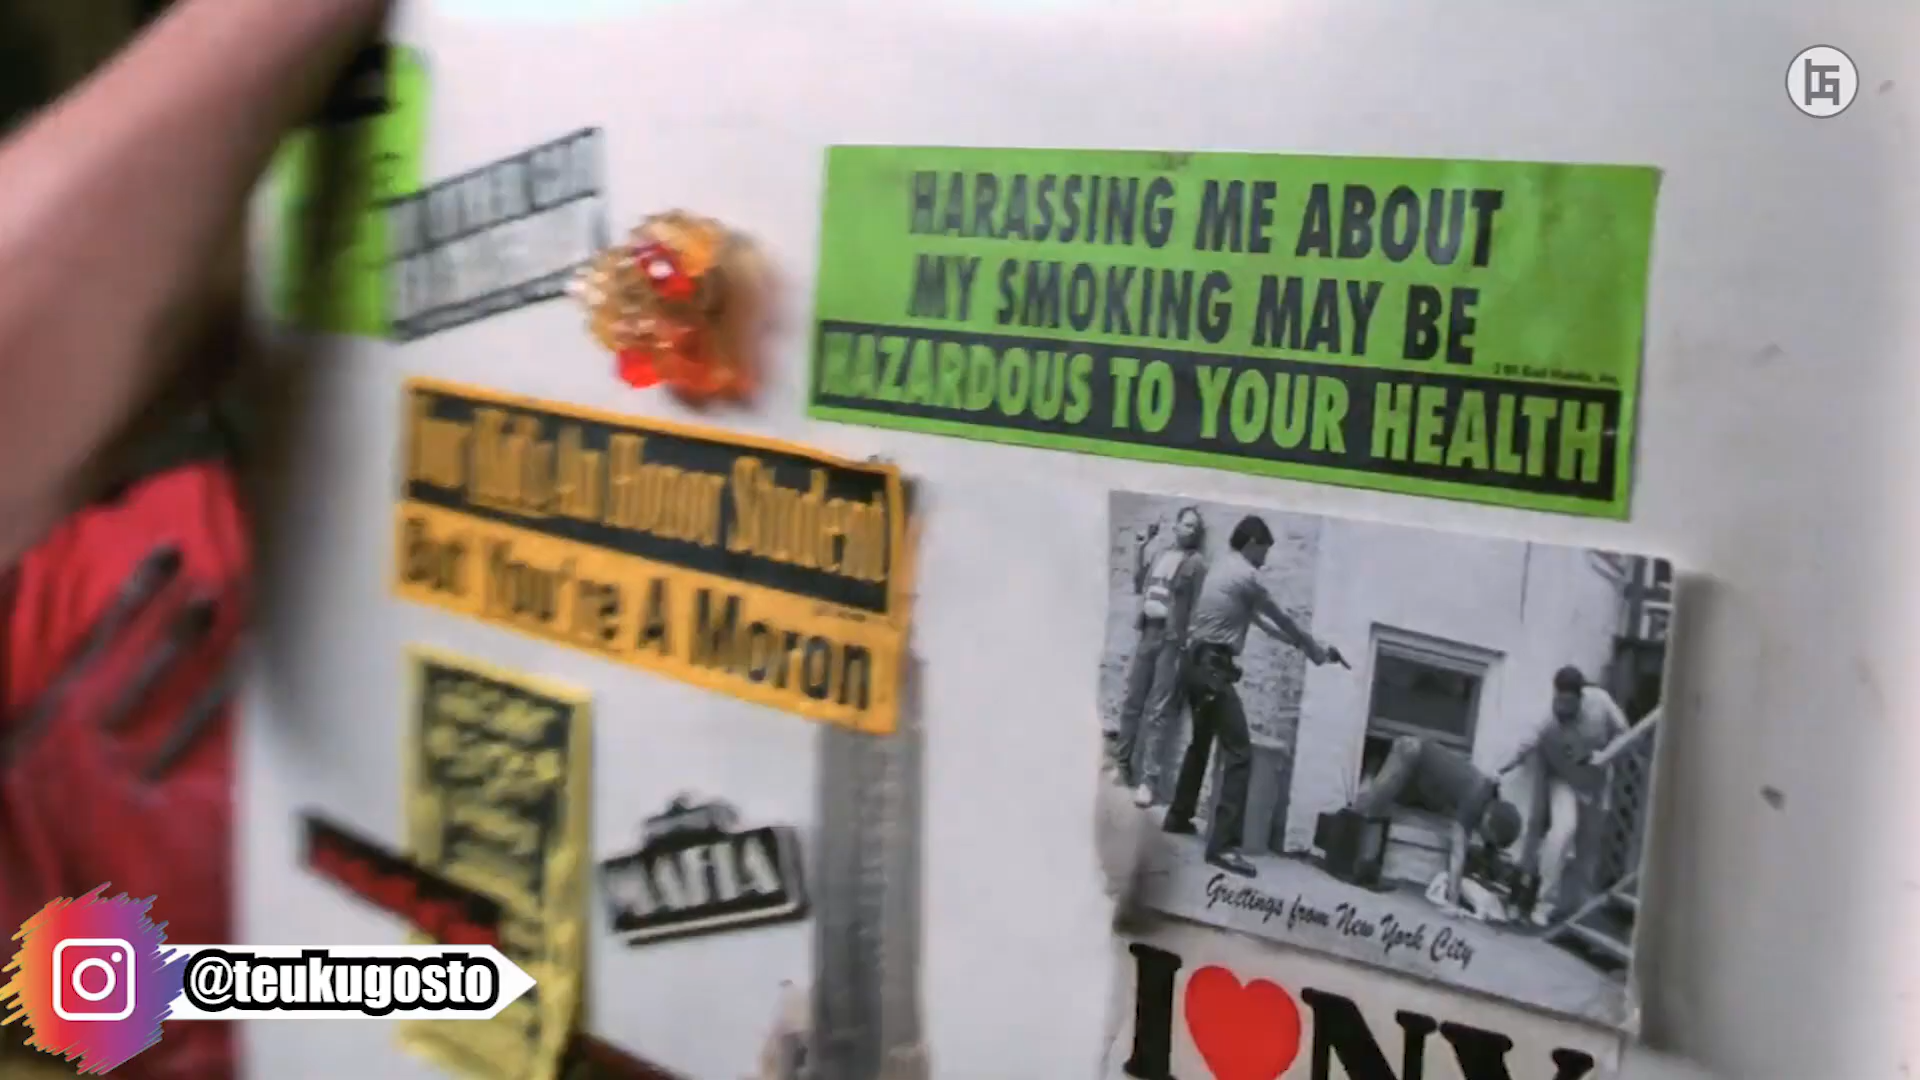 HARASSING ME ABOUT
MY SMOKING MAY BE
HAZARDOUS TO YOUR HEALTH
Your Kid's An Honor Student
But You're A Moron
MAFIA
Greetings from New York City
I ❤ NY
@teukugosto